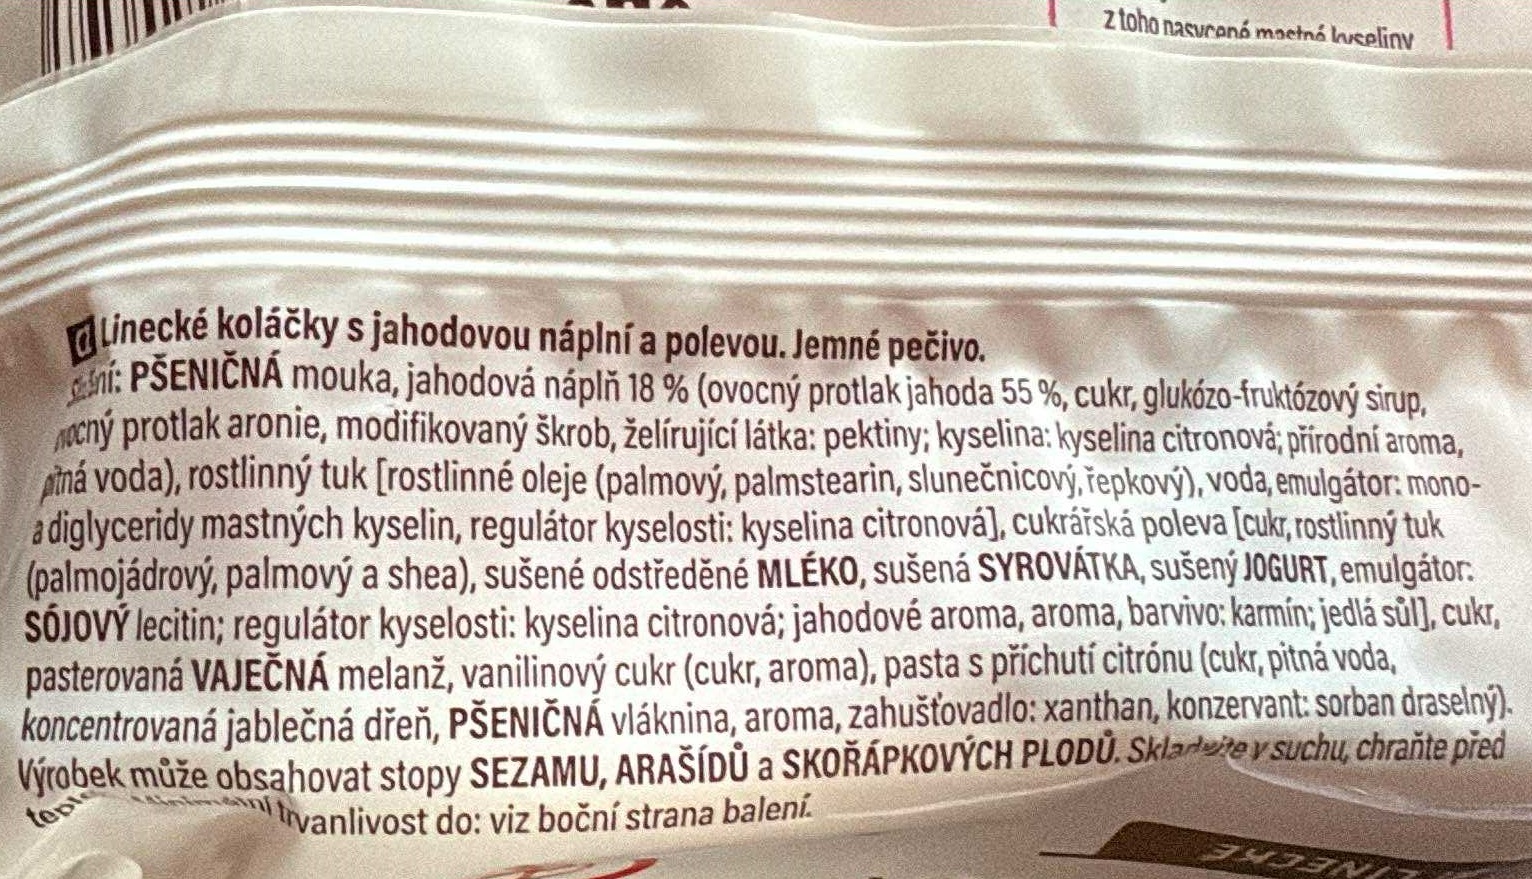 z toho nasycené mastné kyseliny
Linecké koláčky s jahodovou náplní a polevou. Jemné pečivo.
PŠENIČNÁ mouka, jahodová náplň 18 % (ovocný protlak jahoda 55 %, cukr, glukózo-fruktózový sirup,
protlak aronie, modifikovaný škrob, želírující látka: pektiny; kyselina: kyselina citronová; přírodní aroma,
pitná voda), rostlinný tuk [rostlinné oleje (palmový, palmstearin, slunečnicový, řepkový), voda, emulgátor: mono-
a diglyceridy mastných kyselin, regulátor kyselosti: kyselina citronová], cukrářská poleva [cukr, rostlinný tuk
(palmojádrový, palmový a shea), sušené odstředěné MLÉKO, sušená SYROVÁTKA, sušený JOGURT, emulgátor:
SÓJOVÝ lecitin; regulátor kyselosti: kyselina citronová; jahodové aroma, aroma, barvivo: karmín; jedlá sůl], cukr,
pasterovaná VAJEČNÁ melanž, vanilinový cukr (cukr, aroma), pasta s příchutí citrónu (cukr, pitná voda,
koncentrovaná jablečná dřeň, PŠENIČNÁ vláknina, aroma, zahušťovadlo: xanthan, konzervant: sorban draselný).
Výrobek může obsahovat stopy SEZAMU, ARAŠÍDŮ a SKOŘÁPKOVÝCH PLODŮ. Skladujte v suchu, chraňte před
trvanlivost do: viz boční strana balení.
LINECKÉ